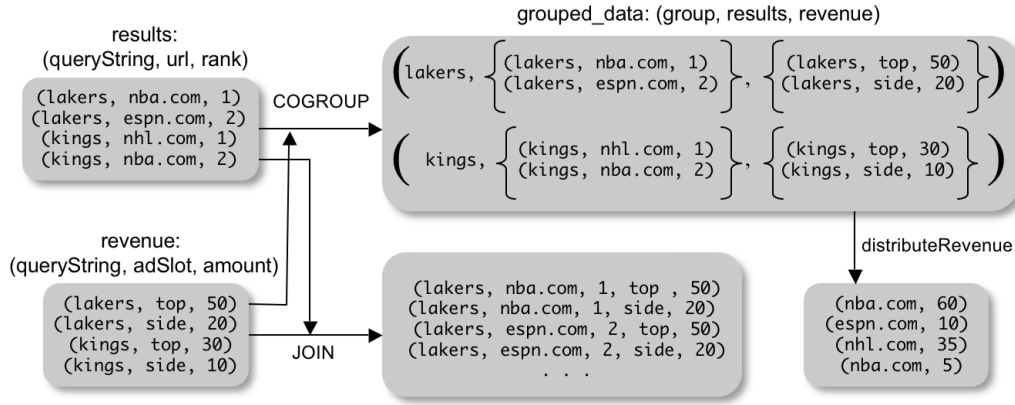 results:
(queryString, url, rank)
(lakers, nba.com, 1)
(lakers, espn.com, 2)
(kings, nhl.com, 1)
(kings, nba.com, 2)
revenue:
(queryString, adSlot, amount)
(lakers, top, 50)
(lakers, side, 20)
(kings, top, 30)
(kings, side, 10)
COGROUP
JOIN
grouped_data: (group, results, revenue)
(lakers, {(lakers, nba.com, 1) (lakers, espn.com, 2)}, {(lakers, top, 50) (lakers, side, 20)})
(kings, {(kings, nhl.com, 1) (kings, nba.com, 2)}, {(kings, top, 30) (kings, side, 10)})
(lakers, nba.com, 1, top , 50)
(lakers, nba.com, 1, side, 20)
(lakers, espn.com, 2, top, 50)
(lakers, espn.com, 2, side, 20)
. . .
distributeRevenue
(nba.com, 60)
(espn.com, 10)
(nhl.com, 35)
(nba.com, 5)